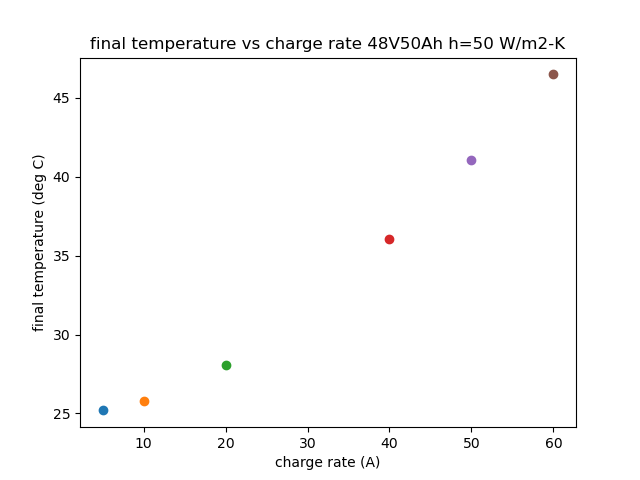 final temperature vs charge rate 48V50Ah h=50 W/m2-K
final temperature (deg C)
45
40
35
30
25
10 20 30 40 50 60
charge rate (A)